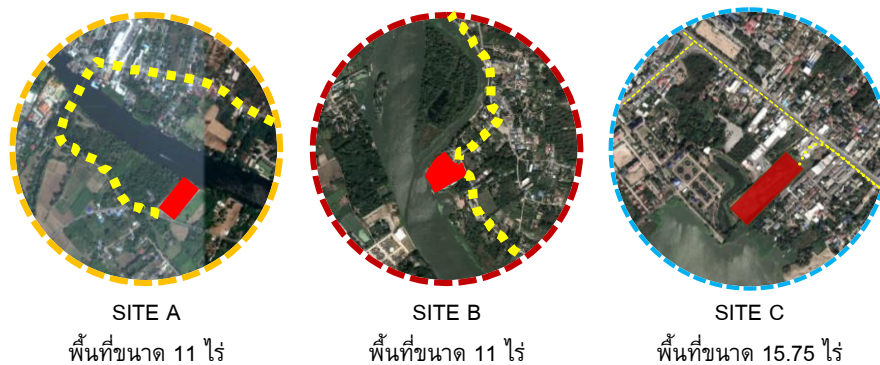 SITE A
พื้นที่ขนาด 11 ไร่
SITE B
พื้นที่ขนาด 11 ไร่
SITE C
พื้นที่ขนาด 15.75 ไร่